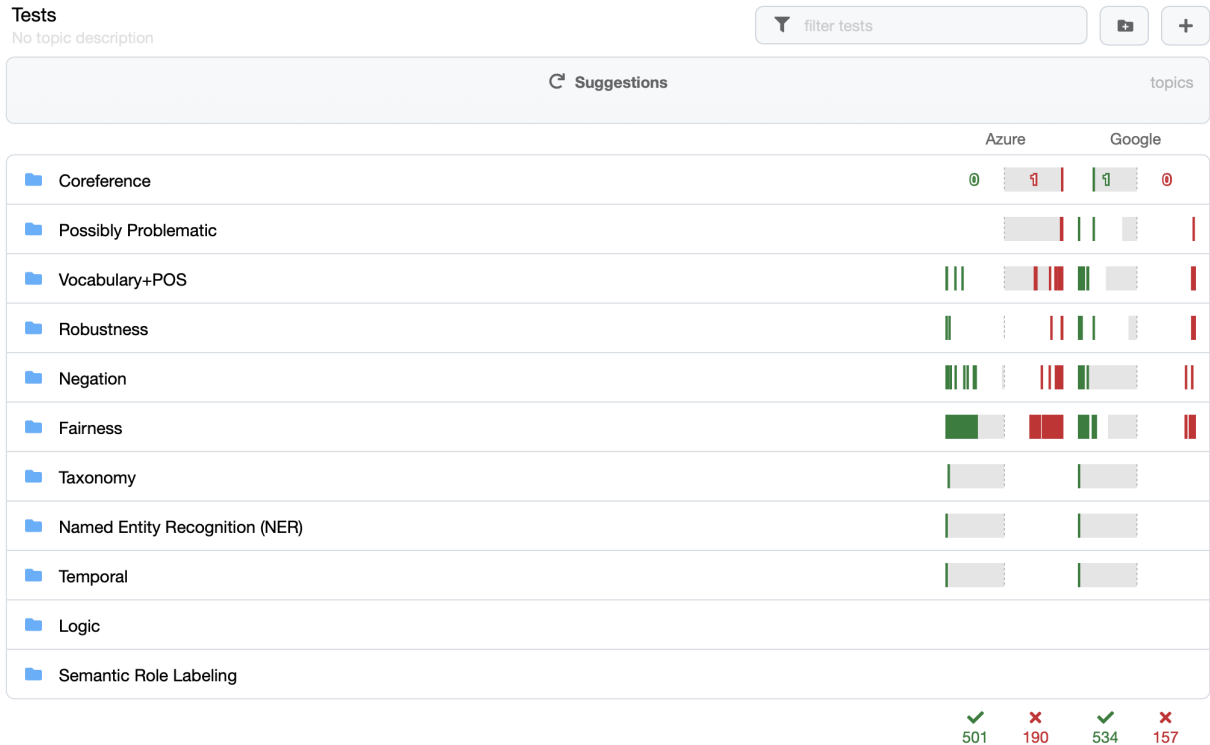 Tests
No topic description
filter tests
Suggestions
topics
Azure Google
Coreference 0 1 1 0
Possibly Problematic
Vocabulary+POS
Robustness
Negation
Fairness
Taxonomy
Named Entity Recognition (NER)
Temporal
Logic
Semantic Role Labeling
501 190 534 157